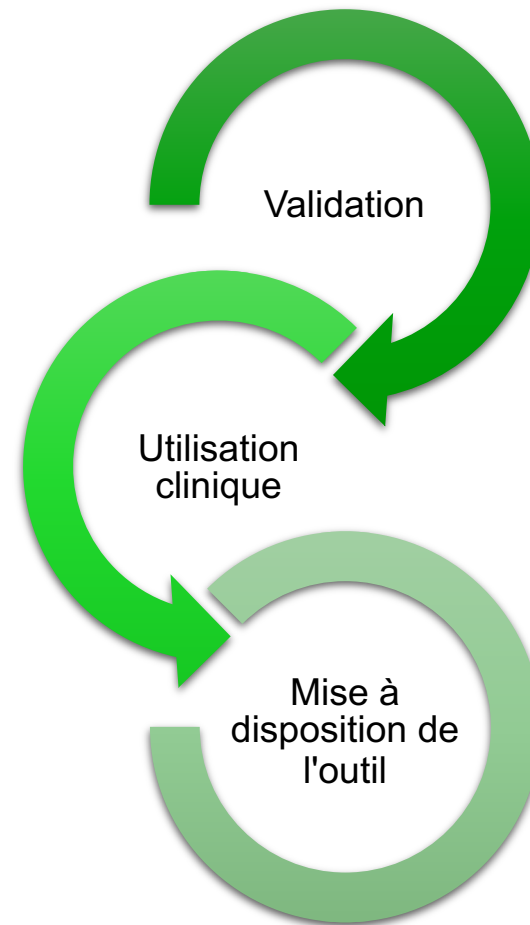 Validation
Utilisation
clinique
Mise à
disposition de
l'outil